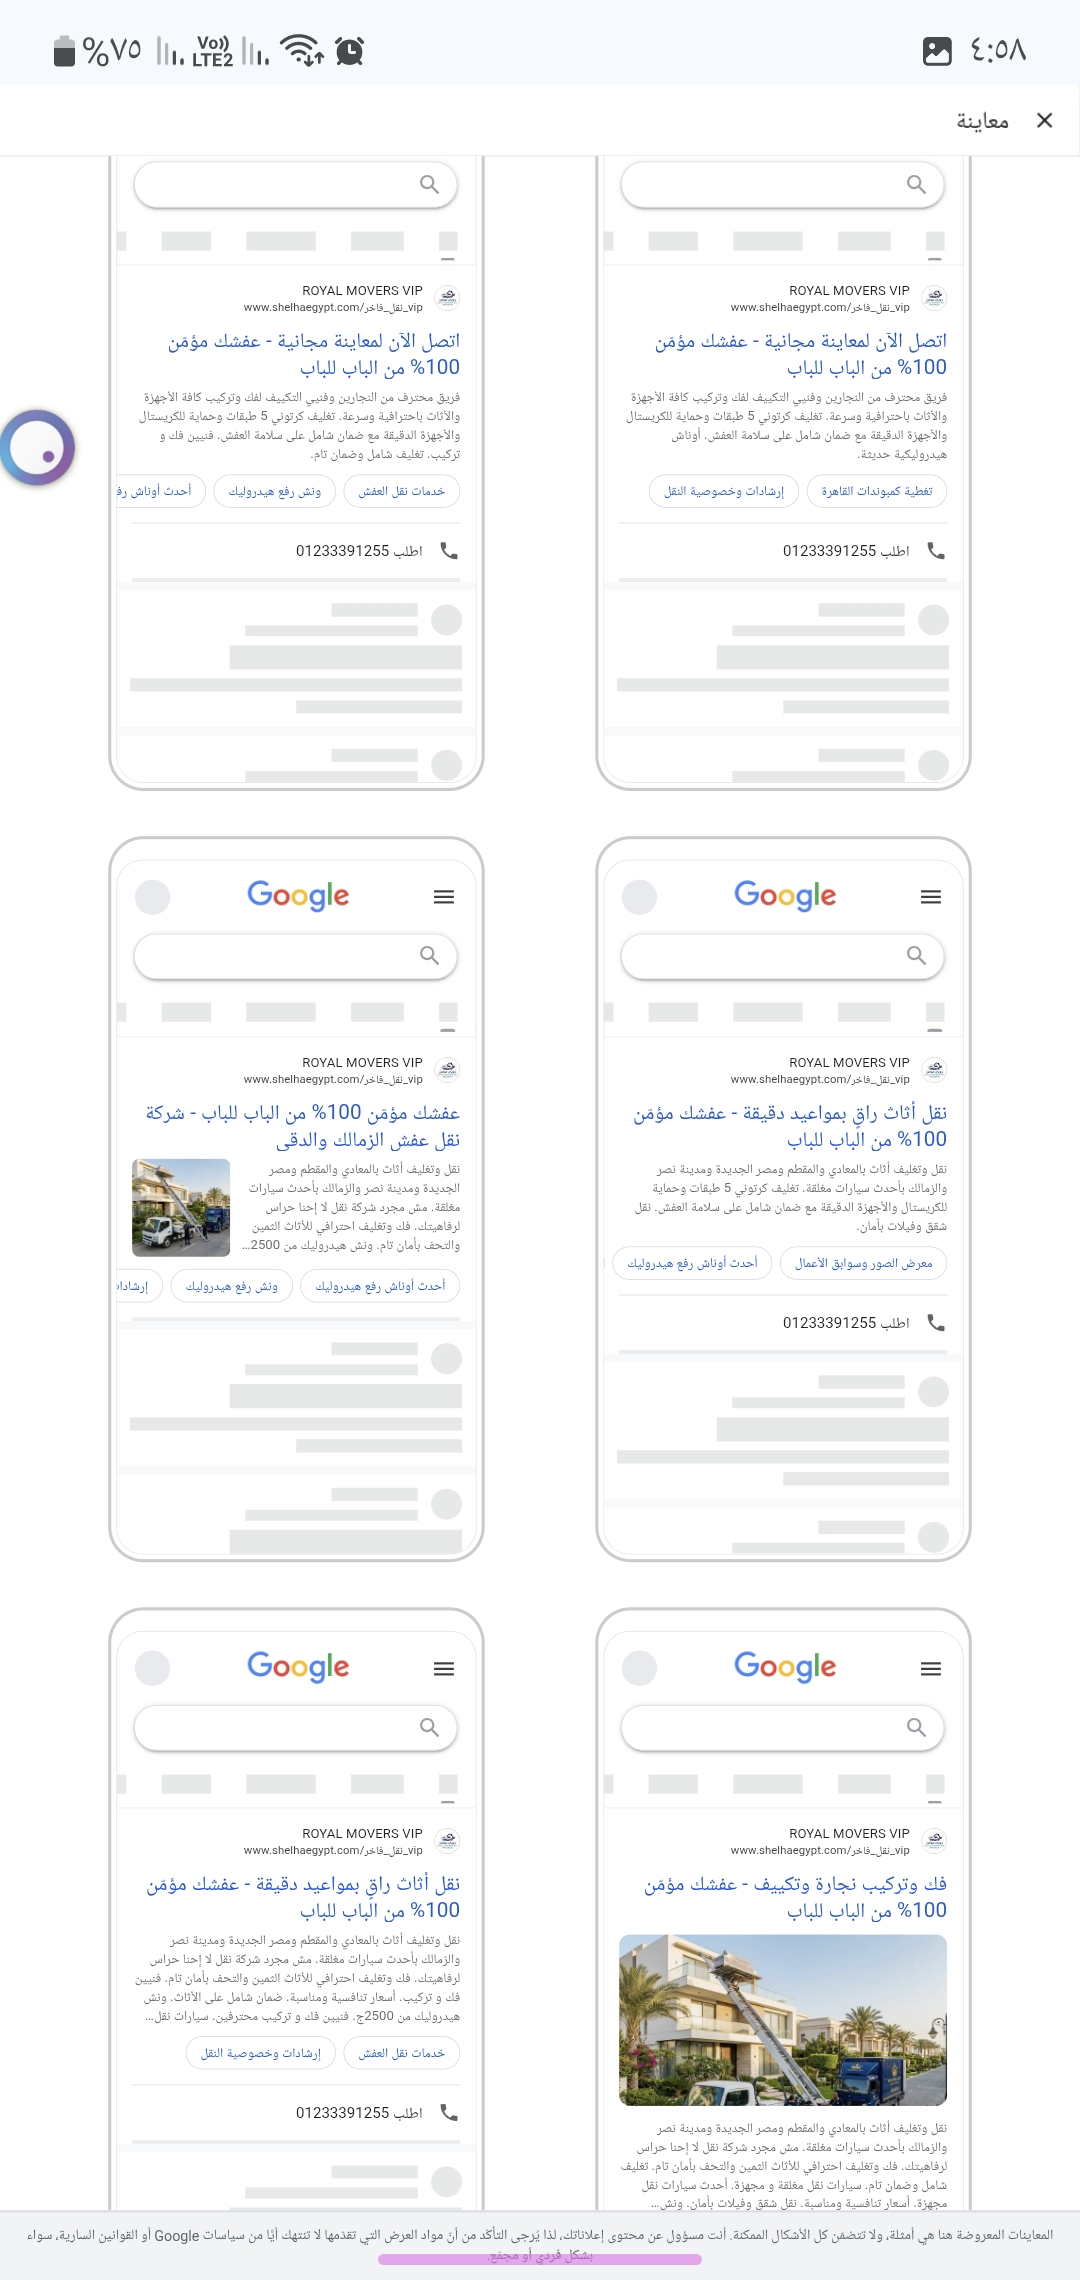 ٤:٥٨
Vo)) LTE2
%٧٥
معاينة
ROYAL MOVERS VIP
www.shelhaegypt.com/نقل_فاخر_vip
اتصل الآن لمعاينة مجانية - عفشك مؤمّن
100% من الباب للباب
فريق محترف من النجارين وفنيي التكييف لفك وتركيب كافة الأجهزة
والأثاث باحترافية وسرعة. تغليف كرتوني 5 طبقات وحماية للكريستال
والأجهزة الدقيقة مع ضمان شامل على سلامة العفش. أوناش
هيدروليكية حديثة.
تغطية كمبوندات القاهرة
إرشادات وخصوصية النقل
اطلب 01233391255
ROYAL MOVERS VIP
www.shelhaegypt.com/نقل_فاخر_vip
اتصل الآن لمعاينة مجانية - عفشك مؤمّن
100% من الباب للباب
فريق محترف من النجارين وفنيي التكييف لفك وتركيب كافة الأجهزة
والأثاث باحترافية وسرعة. تغليف كرتوني 5 طبقات وحماية للكريستال
والأجهزة الدقيقة مع ضمان شامل على سلامة العفش. فنيين فك و
تركيب. تغليف شامل وضمان تام.
خدمات نقل العفش
ونش رفع هيدروليك
أحدث أوناش رف
اطلب 01233391255
Google
ROYAL MOVERS VIP
www.shelhaegypt.com/نقل_فاخر_vip
نقل أثاث راقٍ بمواعيد دقيقة - عفشك مؤمّن
100% من الباب للباب
نقل وتغليف أثاث بالمعادي والمقطم ومصر الجديدة ومدينة نصر
والزمالك بأحدث سيارات مغلقة. تغليف كرتوني 5 طبقات وحماية
للكريستال والأجهزة الدقيقة مع ضمان شامل على سلامة العفش. نقل
شقق وفيلات بأمان.
معرض الصور وسوابق الأعمال
أحدث أوناش رفع هيدروليك
اطلب 01233391255
Google
ROYAL MOVERS VIP
www.shelhaegypt.com/نقل_فاخر_vip
عفشك مؤمّن 100% من الباب للباب - شركة
نقل عفش الزمالك والدقي
نقل وتغليف أثاث بالمعادي والمقطم ومصر
الجديدة ومدينة نصر والزمالك بأحدث سيارات
مغلقة. مش مجرد شركة نقل لا إحنا حراس
لرفاهيتك. فك وتغليف احترافي للأثاث الثمين
والتحف بأمان تام. ونش هيدروليك من 2500...
أحدث أوناش رفع هيدروليك
ونش رفع هيدروليك
إرشادا
Google
ROYAL MOVERS VIP
www.shelhaegypt.com/نقل_فاخر_vip
فك وتركيب نجارة وتكييف - عفشك مؤمّن
100% من الباب للباب
نقل وتغليف أثاث بالمعادي والمقطم ومصر الجديدة ومدينة نصر
والزمالك بأحدث سيارات مغلقة. مش مجرد شركة نقل لا إحنا حراس
لرفاهيتك. فك وتغليف احترافي للأثاث الثمين والتحف بأمان تام. تغليف
شامل وضمان تام. سيارات نقل مغلقة و مجهزة. أحدث سيارات نقل
مجهزة. أسعار تنافسية ومناسبة. نقل شقق وفيلات بأمان. ونش...
Google
ROYAL MOVERS VIP
www.shelhaegypt.com/نقل_فاخر_vip
نقل أثاث راقٍ بمواعيد دقيقة - عفشك مؤمّن
100% من الباب للباب
نقل وتغليف أثاث بالمعادي والمقطم ومصر الجديدة ومدينة نصر
والزمالك بأحدث سيارات مغلقة. مش مجرد شركة نقل لا إحنا حراس
لرفاهيتك. فك وتغليف احترافي للأثاث الثمين والتحف بأمان تام. فنيين
فك و تركيب. أسعار تنافسية ومناسبة. ضمان شامل على الأثاث. ونش
هيدروليك من 2500ج. فنيين فك و تركيب محترفين. سيارات نقل...
خدمات نقل العفش
إرشادات وخصوصية النقل
اطلب 01233391255
المعاينات المعروضة هنا هي أمثلة، ولا تتضمّن كل الأشكال الممكنة. أنت مسؤول عن محتوى إعلاناتك، لذا يُرجى التأكّد من أنّ مواد العرض التي تقدّمها لا تنتهك أيًا من سياسات Google أو القوانين السارية، سواء
بشكل فردي أو مجمّع.